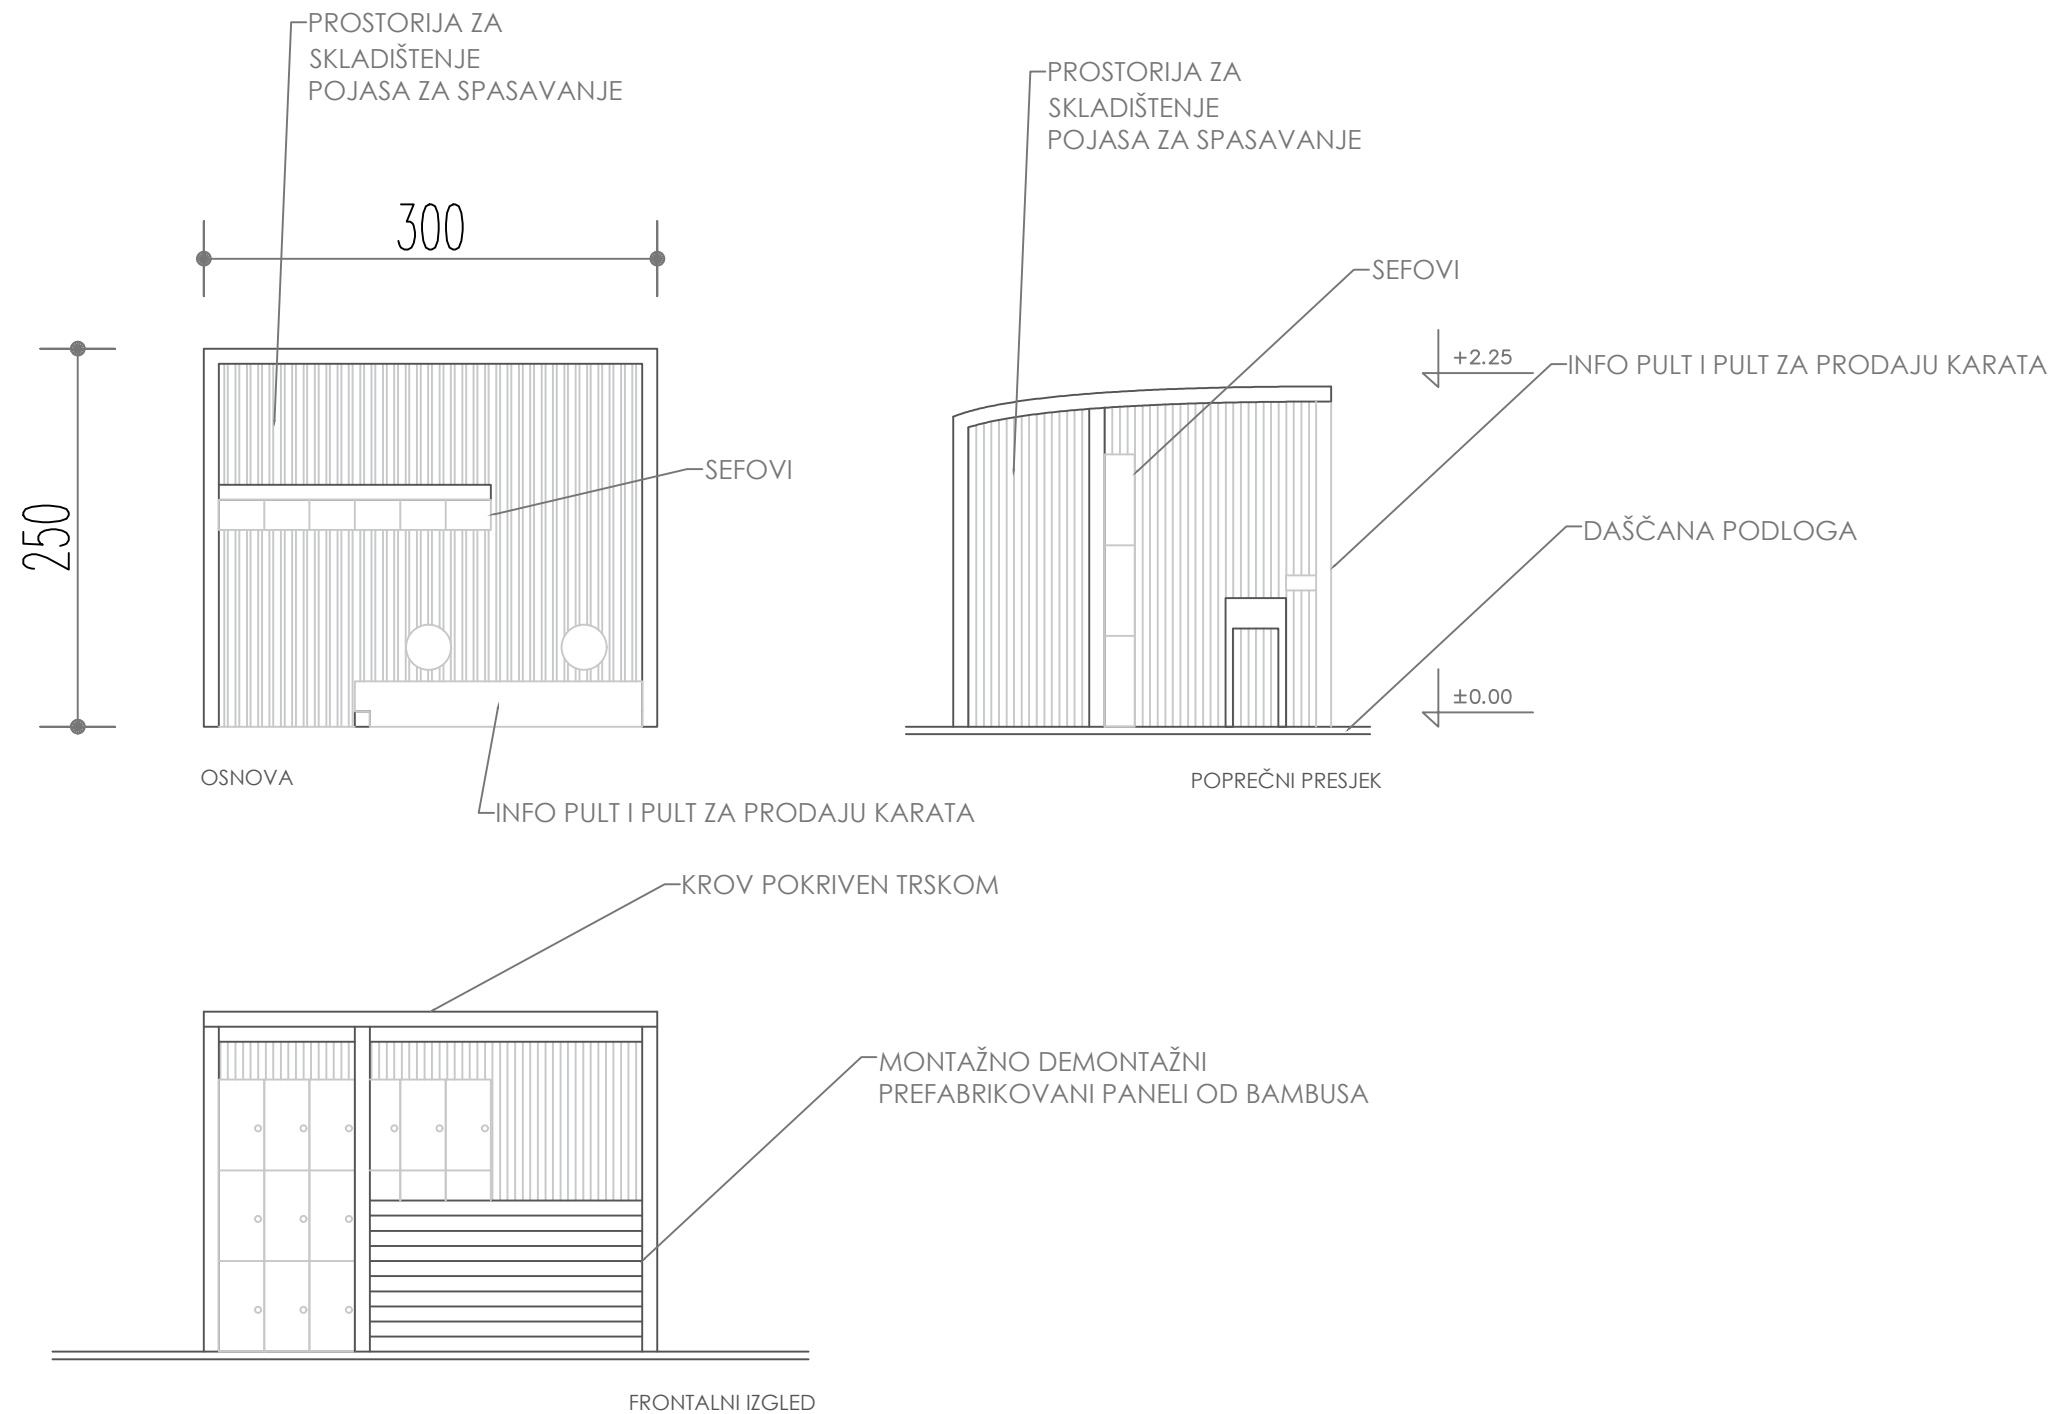 PROSTORIJA ZA
SKLADIŠTENJE
POJASA ZA SPASAVANJE
300
250
SEFOVI
OSNOVA
INFO PULT I PULT ZA PRODAJU KARATA
PROSTORIJA ZA
SKLADIŠTENJE
POJASA ZA SPASAVANJE
SEFOVI
+2.25
INFO PULT I PULT ZA PRODAJU KARATA
DAŠČANA PODLOGA
±0.00
POPREČNI PRESJEK
KROV POKRIVEN TRSKOM
MONTAŽNO DEMONTAŽNI
PREFABRIKOVANI PANELI OD BAMBUSA
FRONTALNI IZGLED